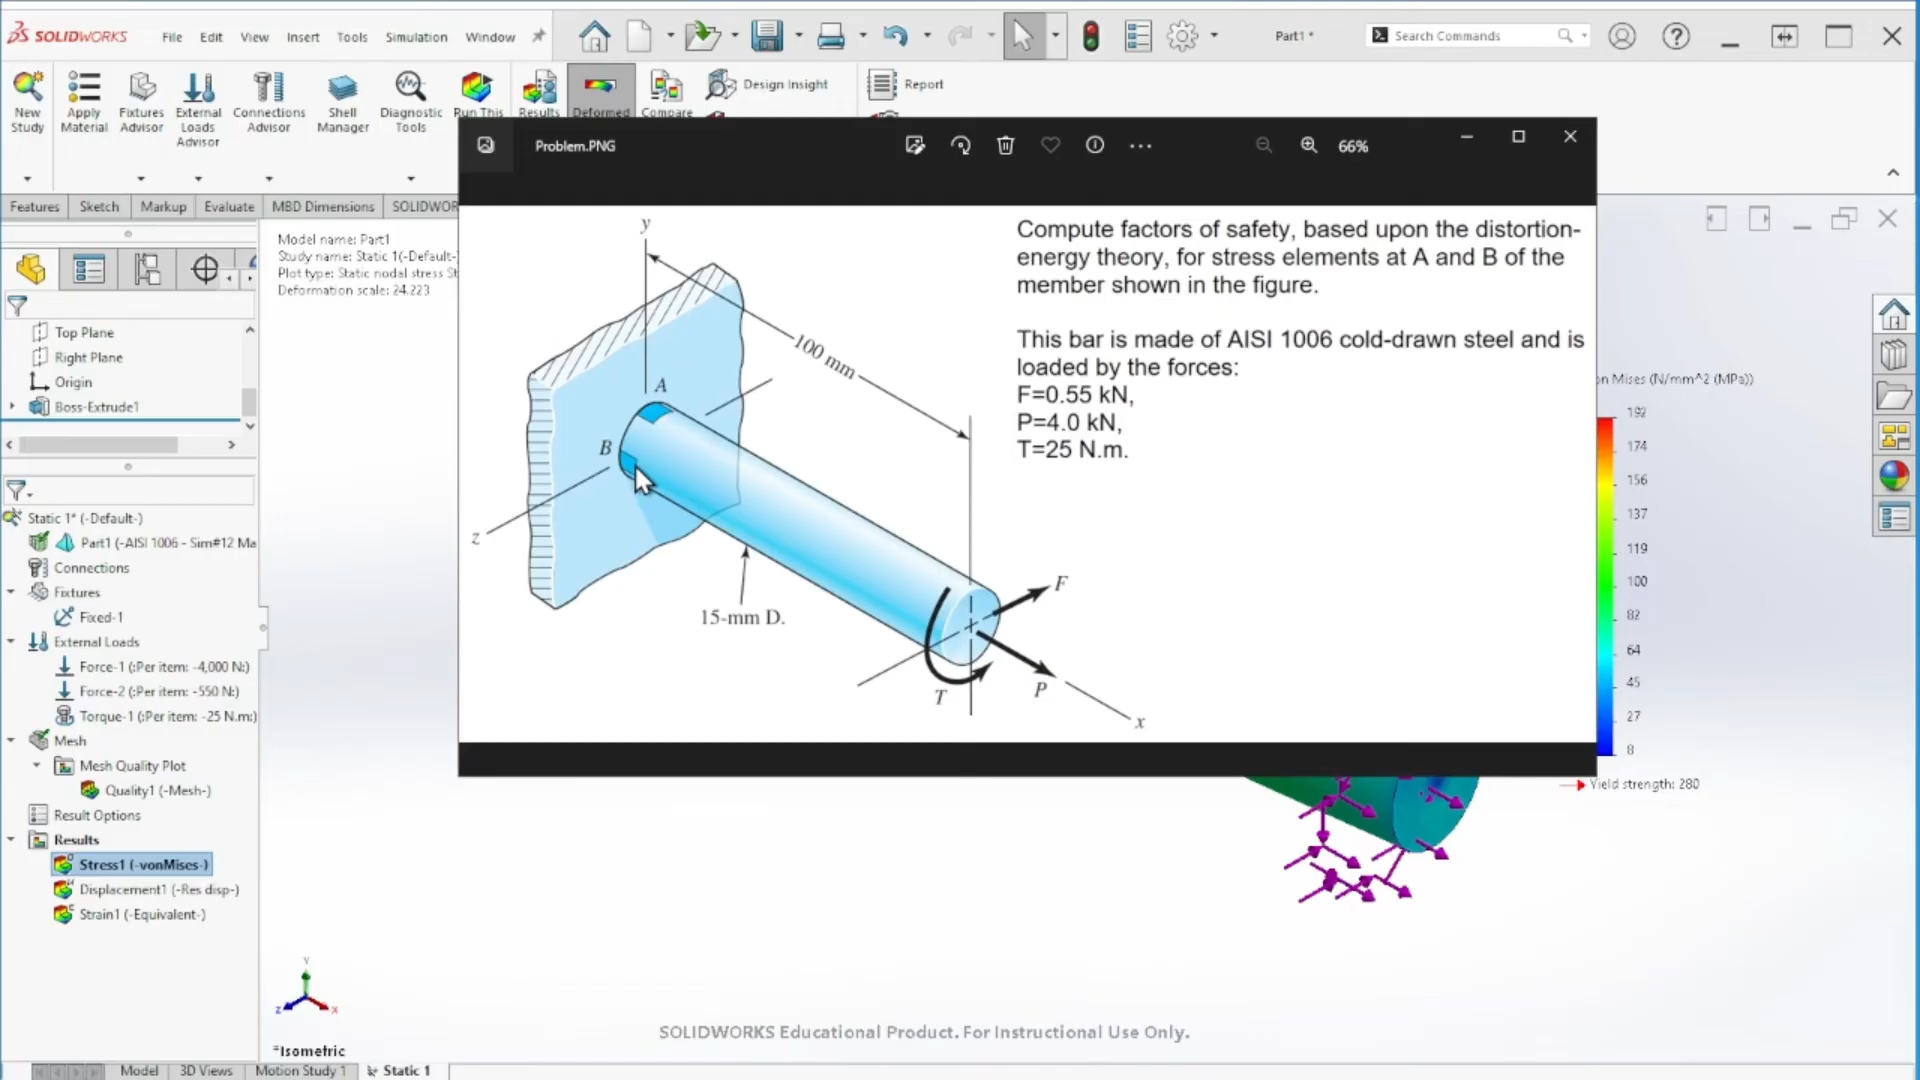 SOLIDWORKS File Edit View Insert Tools Simulation Window Part1 * Search Commands
New Study
Apply Material
Fixtures Advisor
External Loads Advisor
Connections Advisor
Shell Manager
Diagnostic Tools
Run This
Results
Deformed
Compare
Design Insight
Report
Problem.PNG 66%
Features Sketch Markup Evaluate MBD Dimensions SOLIDWOR
Model name: Part1
Study name: Static 1(-Default-
Plot type: Static nodal stress St
Deformation scale: 24.223
Top Plane
Right Plane
Origin
Boss-Extrude1
Static 1* (-Default-)
Part1 (-AISI 1006 - Sim#12 Ma
Connections
Fixtures
Fixed-1
External Loads
Force-1 (:Per item: -4,000 N:)
Force-2 (:Per item: -550 N:)
Torque-1 (:Per item: -25 N.m:)
Mesh
Mesh Quality Plot
Quality1 (-Mesh-)
Result Options
Results
Stress1 (-vonMises-)
Displacement1 (-Res disp-)
Strain1 (-Equivalent-)
y
100 mm
A
B
z
15-mm D.
F
T
P
x
Compute factors of safety, based upon the distortion-
energy theory, for stress elements at A and B of the
member shown in the figure.
This bar is made of AISI 1006 cold-drawn steel and is
loaded by the forces:
F=0.55 kN,
P=4.0 kN,
T=25 N.m.
on Mises (N/mm^2 (MPa))
192
174
156
137
119
100
82
64
45
27
8
Yield strength: 280
Y
Z
X
*Isometric
SOLIDWORKS Educational Product. For Instructional Use Only.
Model 3D Views Motion Study 1 Static 1